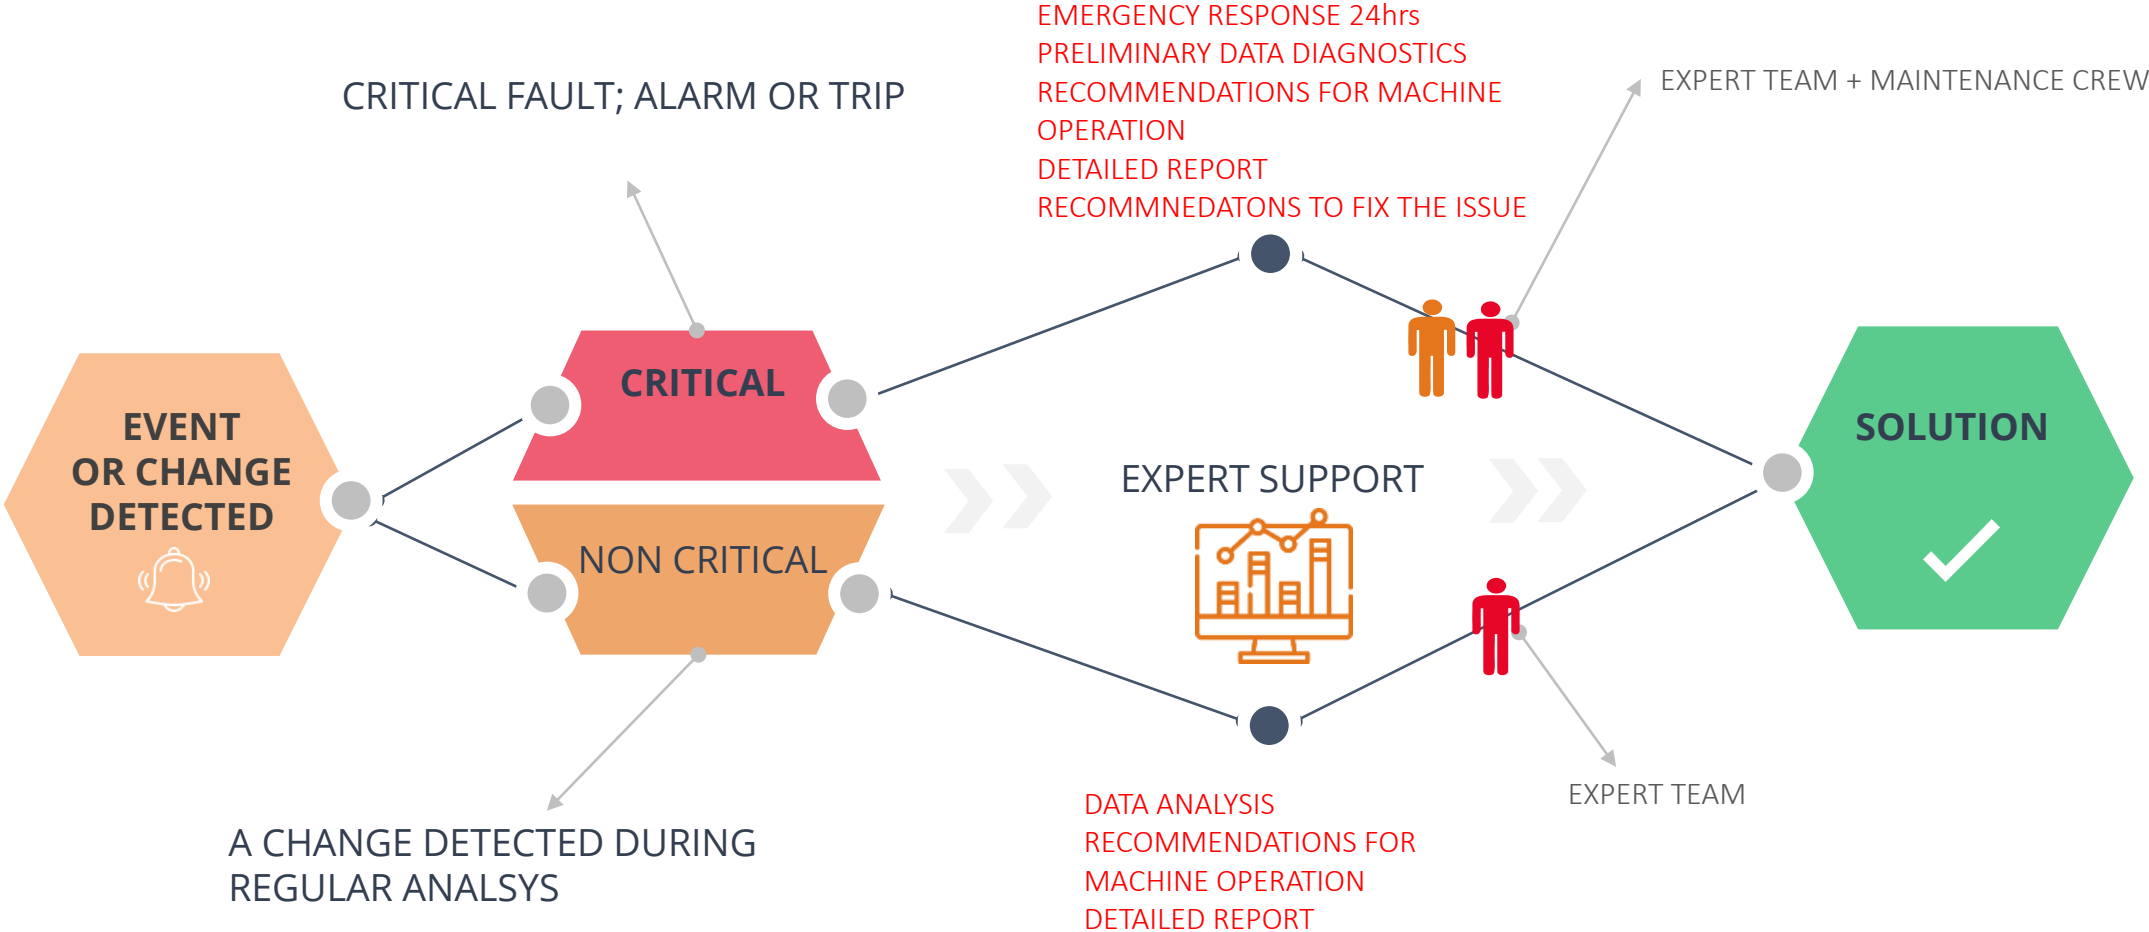 EMERGENCY RESPONSE 24hrs
PRELIMINARY DATA DIAGNOSTICS
RECOMMENDATIONS FOR MACHINE
OPERATION
DETAILED REPORT
RECOMMNEDATONS TO FIX THE ISSUE
CRITICAL FAULT; ALARM OR TRIP
EXPERT TEAM + MAINTENANCE CREW
EVENT
OR CHANGE
DETECTED
CRITICAL
NON CRITICAL
EXPERT SUPPORT
SOLUTION
A CHANGE DETECTED DURING
REGULAR ANALSYS
DATA ANALYSIS
RECOMMENDATIONS FOR
MACHINE OPERATION
DETAILED REPORT
EXPERT TEAM